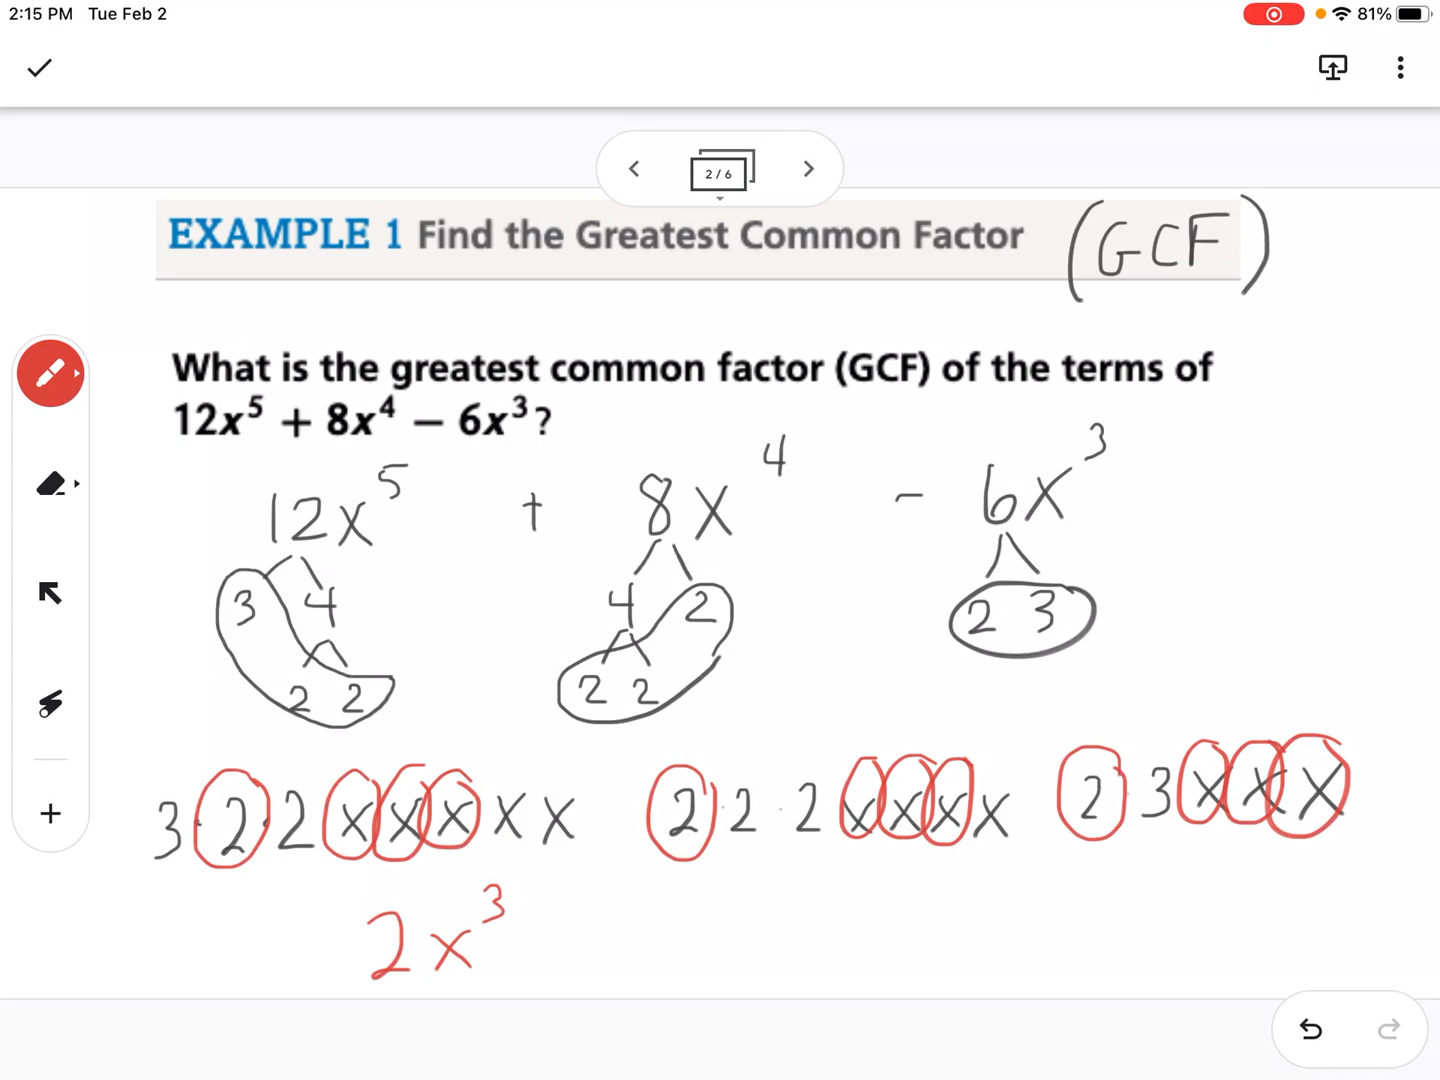 2:15 PM Tue Feb 2 81%
2 / 6
EXAMPLE 1 Find the Greatest Common Factor (GCF)
What is the greatest common factor (GCF) of the terms of
12x⁵ + 8x⁴ − 6x³?
12x⁵ + 8x⁴ - 6x³
3 4 4 2 2 3
2 2 2 2
3 · 2 · 2 x x x x x 2 · 2 · 2 x x x x 2 · 3 x x x
2x³